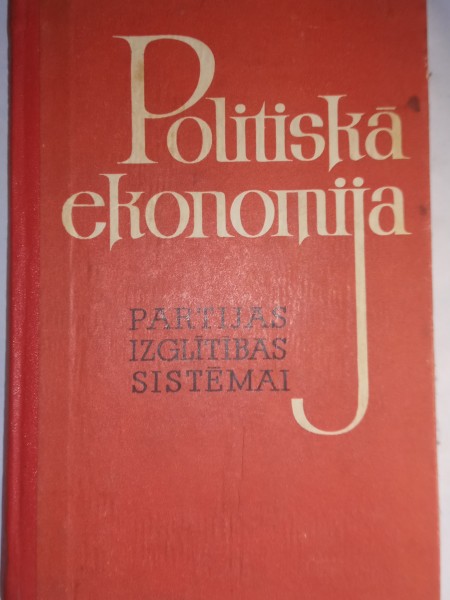 Politiskā
ekonomija
PARTIJAS
IZGLĪTĪBAS
SISTĒMAI